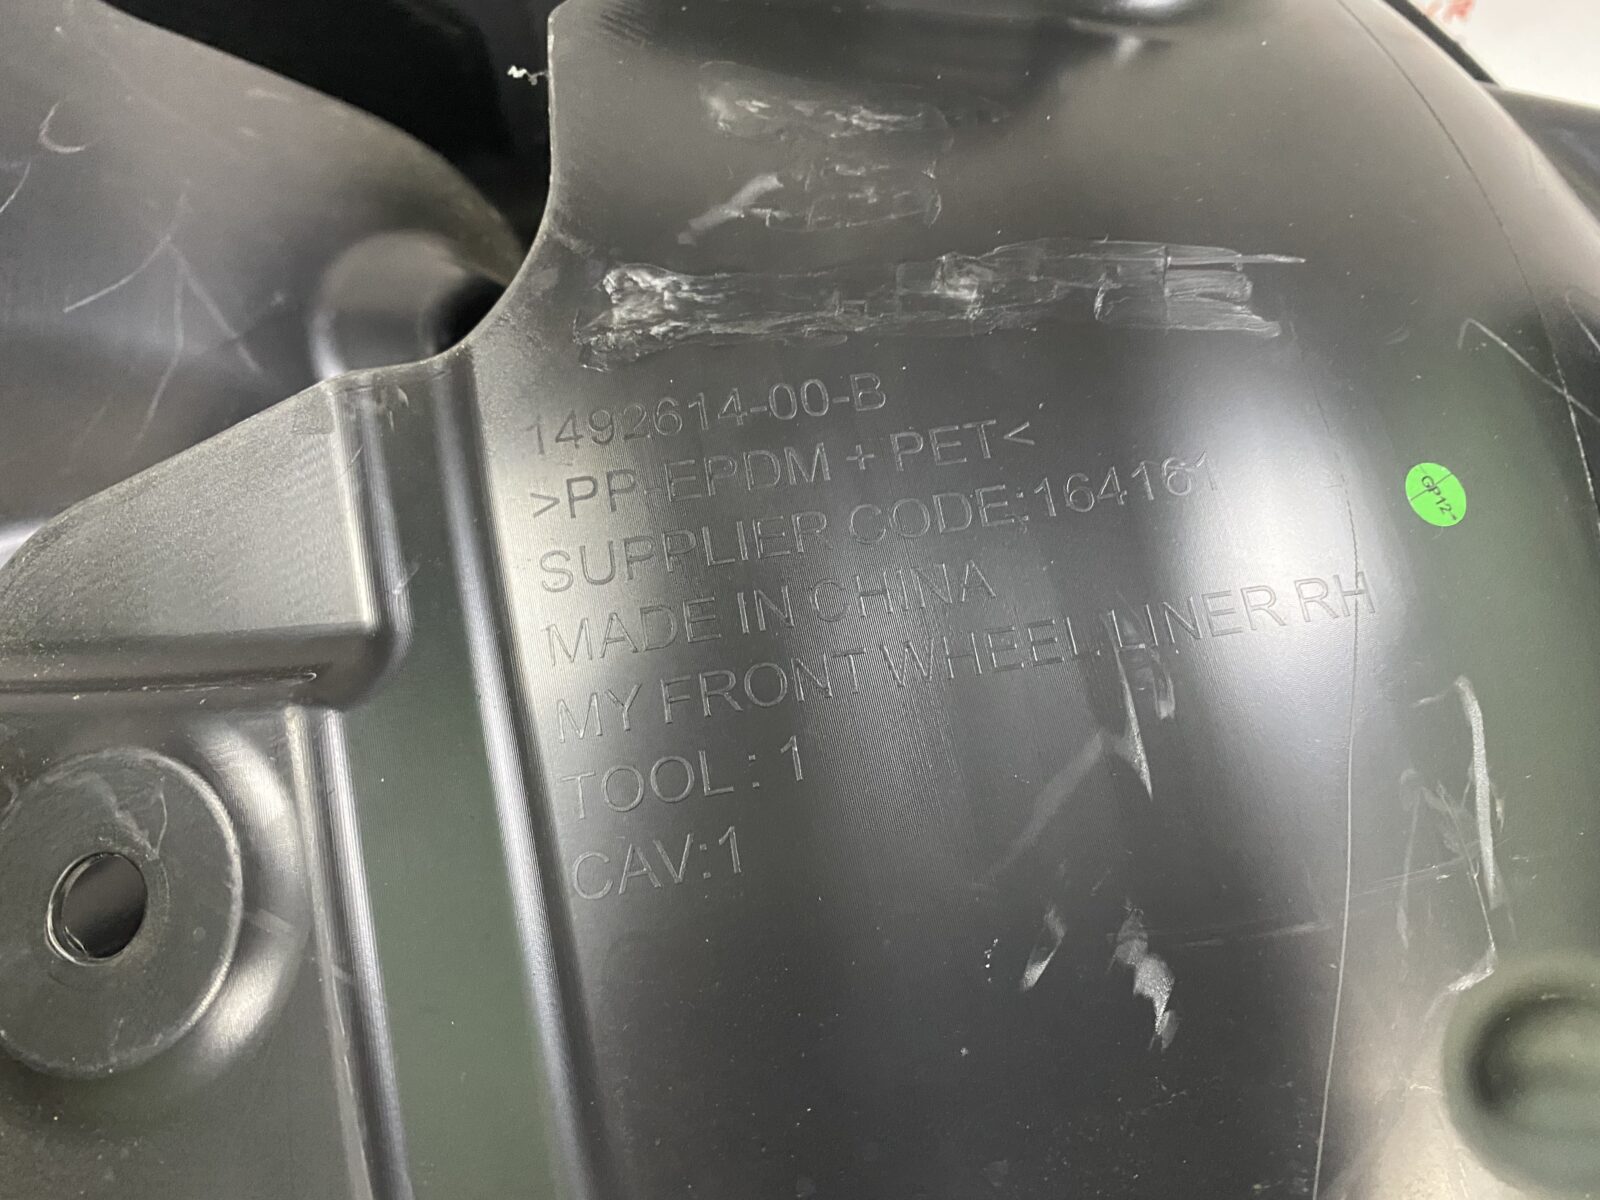 1492614-00-B
>PP-EPDM + PET<
SUPPLIER CODE:164161
MADE IN CHINA
MY FRONT WHEEL LINER RH
TOOL : 1
CAV:1
GP12